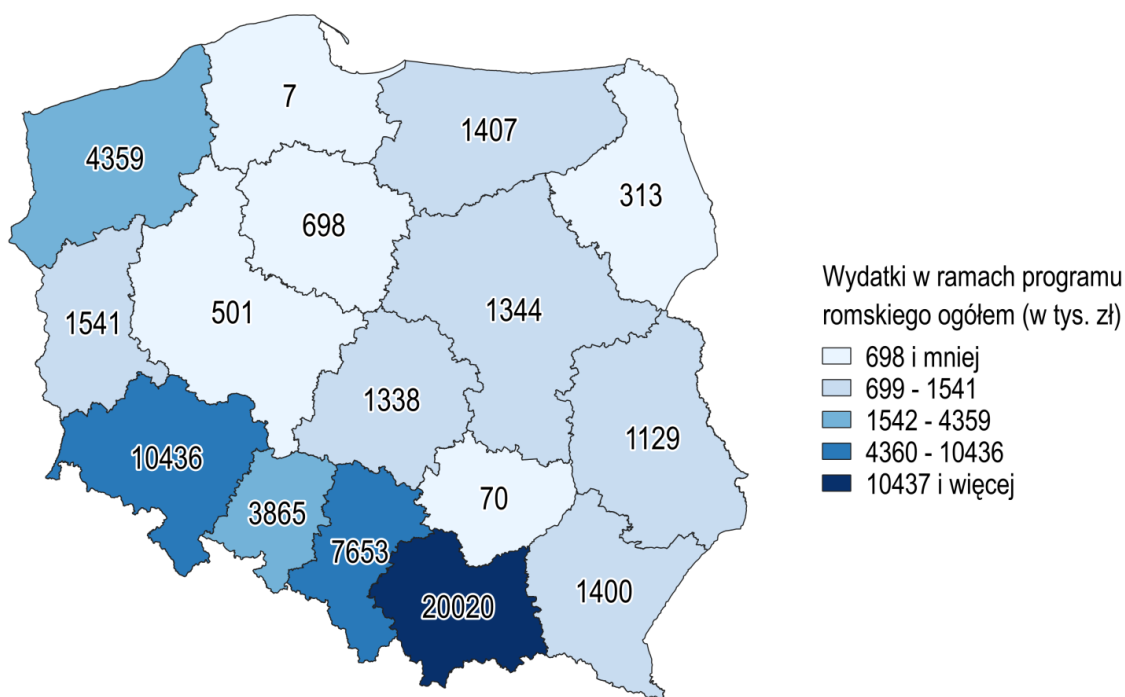 7
1407
4359
313
698
1541
501
1344
1338
1129
10436
3865
70
7653
1400
20020
Wydatki w ramach programu
romskiego ogółem (w tys. zł)
698 i mniej
699 - 1541
1542 - 4359
4360 - 10436
10437 i więcej